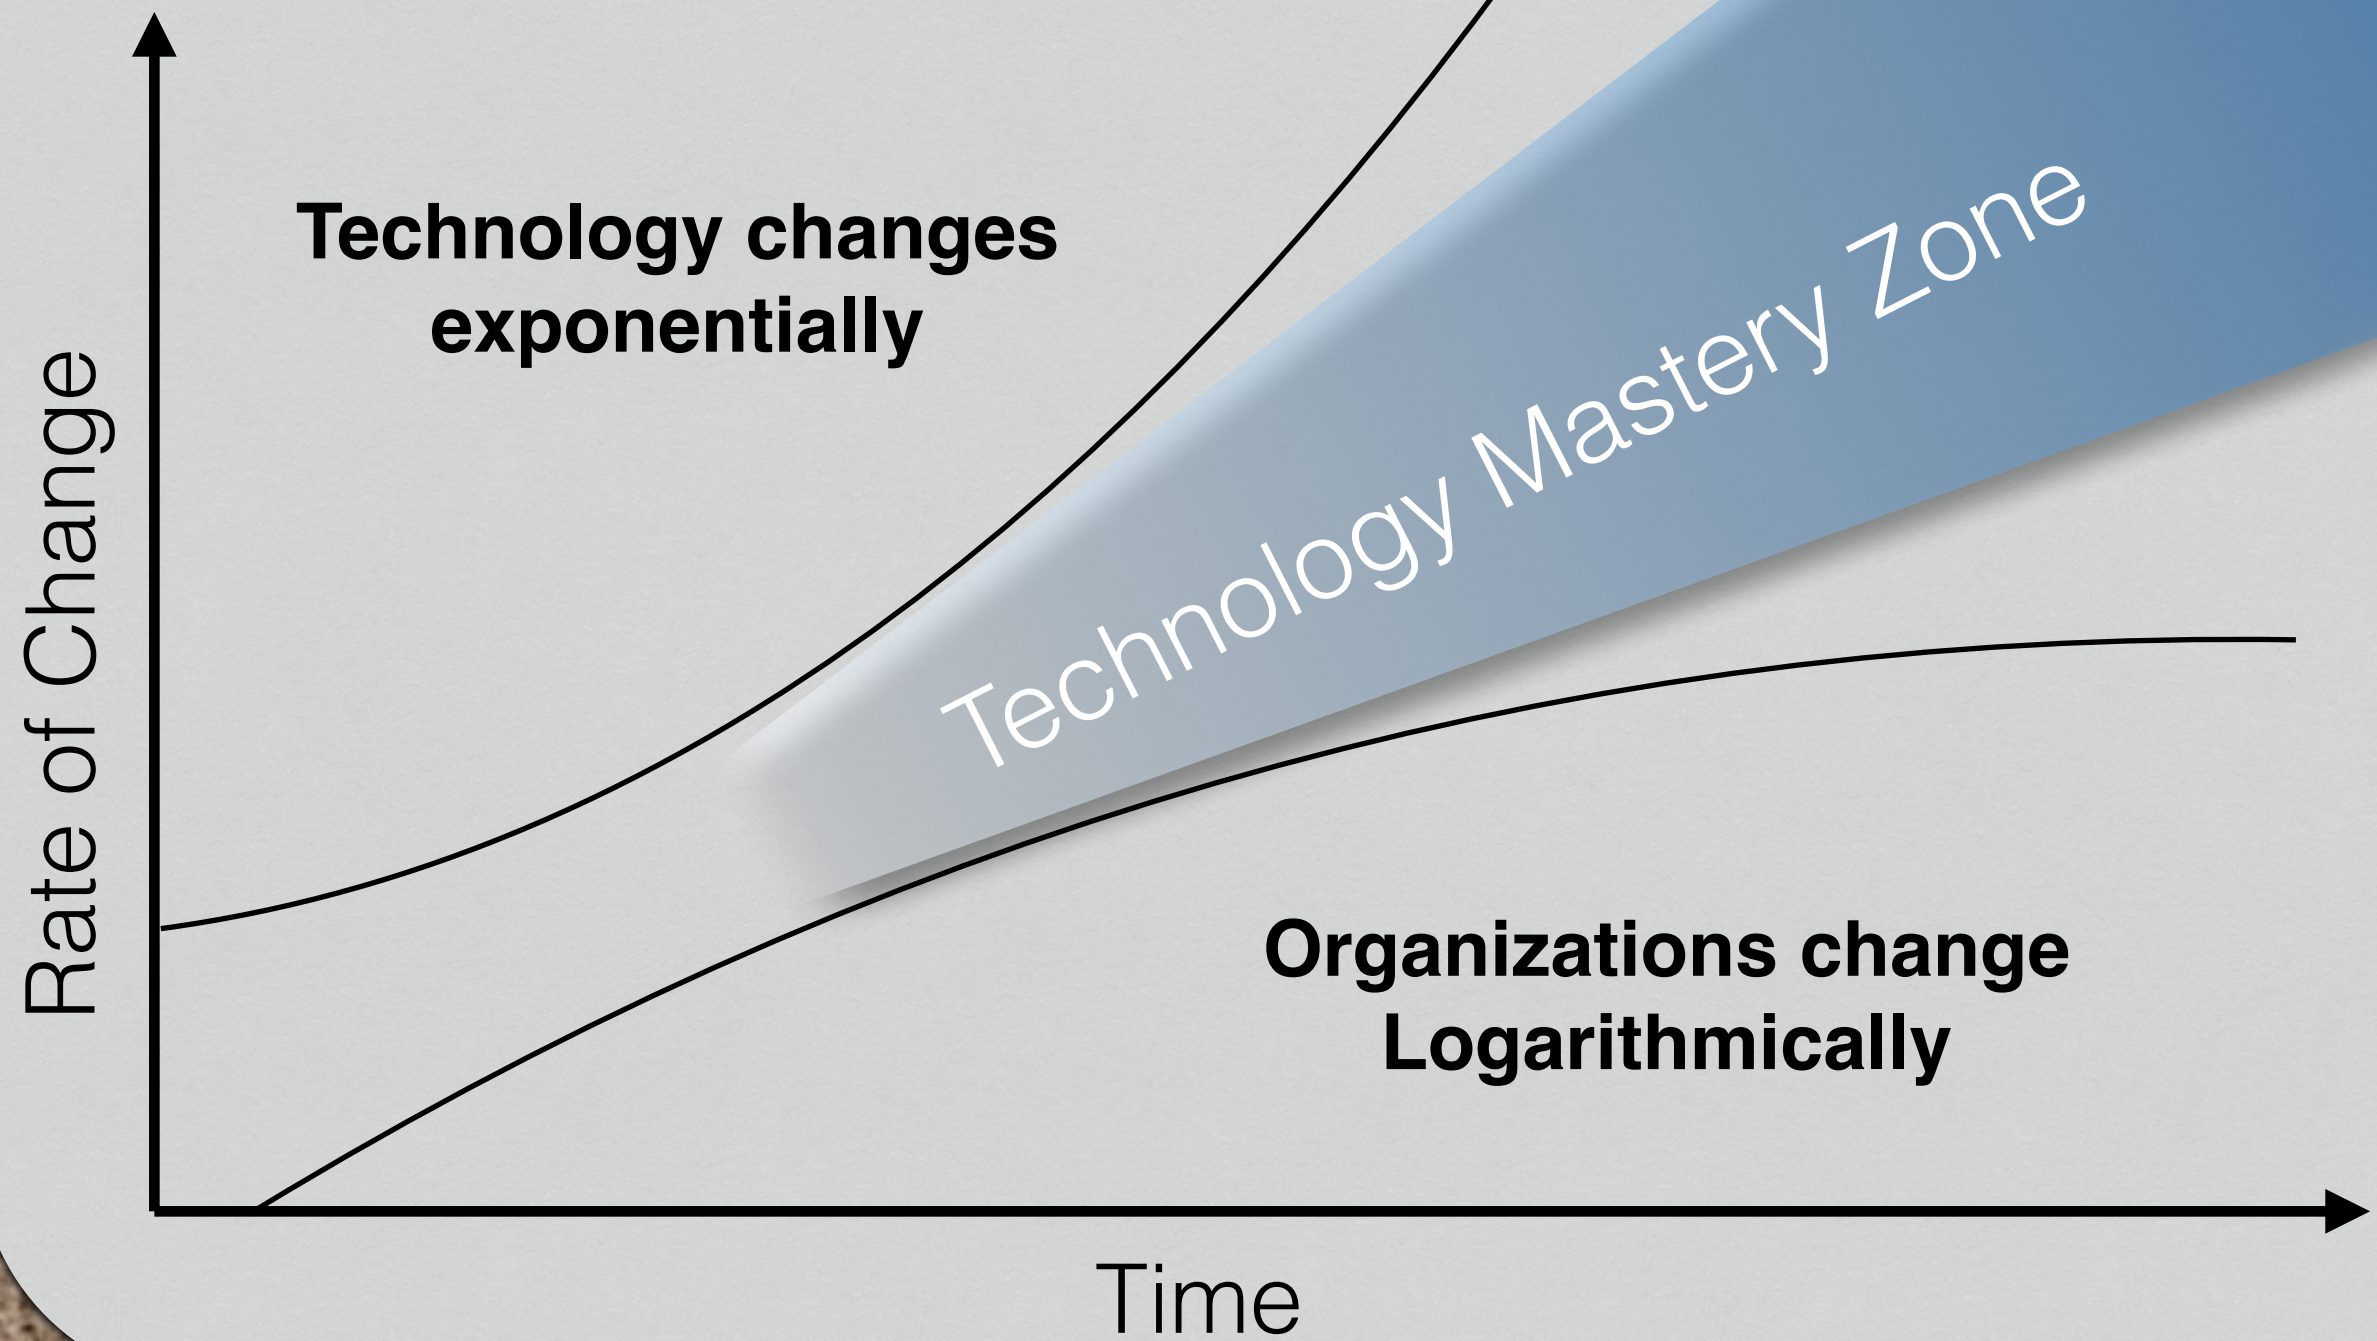 Technology changes
exponentially
Technology Mastery Zone
Rate of Change
Organizations change
Logarithmically
Time